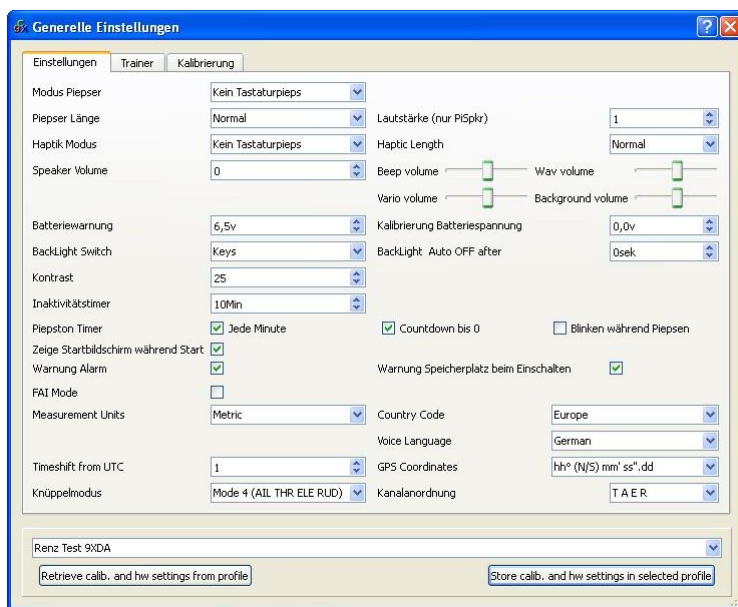 Generelle Einstellungen
Einstellungen Trainer Kalibrierung
Modus Piepser Kein Tastaturpieps
Piepser Länge Normal Lautstärke (nur PiSpkr) 1
Haptik Modus Kein Tastaturpieps Haptic Length Normal
Speaker Volume 0 Beep volume Wav volume
Vario volume Background volume
Batteriewarnung 6,5v Kalibrierung Batteriespannung 0,0v
BackLight Switch Keys BackLight Auto OFF after 0sek
Kontrast 25
Inaktivitätstimer 10Min
Piepston Timer Jede Minute Countdown bis 0 Blinken während Piepsen
Zeige Startbildschirm während Start
Warnung Alarm Warnung Speicherplatz beim Einschalten
FAI Mode
Measurement Units Metric Country Code Europe
Voice Language German
Timeshift from UTC 1 GPS Coordinates hh° (N/S) mm' ss".dd
Knüppelmodus Mode 4 (AIL THR ELE RUD) Kanalanordnung T A E R
Renz Test 9XDA
Retrieve calib. and hw settings from profile Store calib. and hw settings in selected profile